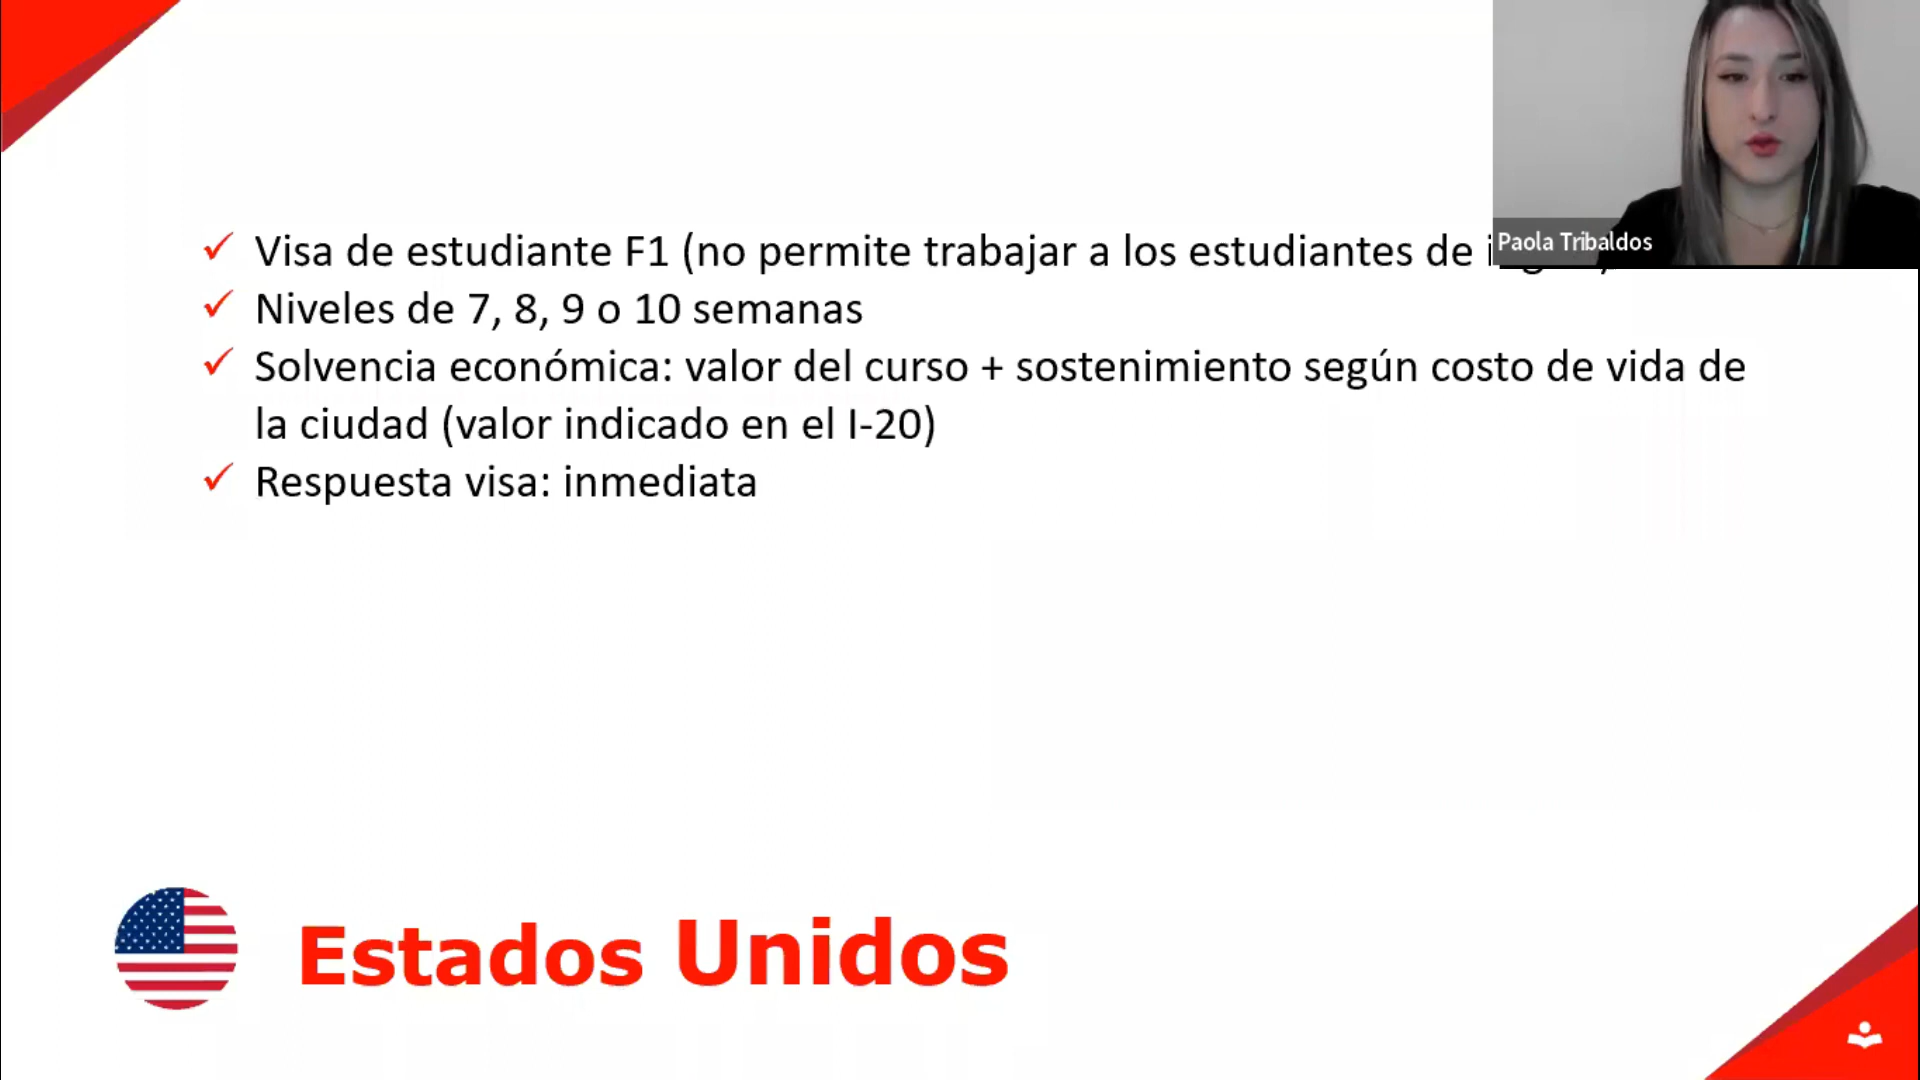 Visa de estudiante F1 (no permite trabajar a los estudiantes de
Paola Tribaldos
Niveles de 7, 8, 9 o 10 semanas
Solvencia económica: valor del curso + sostenimiento según costo de vida de
la ciudad (valor indicado en el I-20)
Respuesta visa: inmediata
Estados Unidos